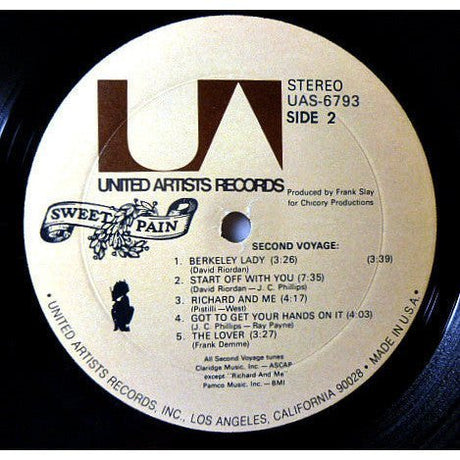 UA
STEREO
UAS-6793
SIDE 2
UNITED ARTISTS RECORDS
Produced by Frank Slay
for Chicory Productions
SWEET PAIN
SECOND VOYAGE:
1. BERKELEY LADY (3:26) (3:39)
(David Riordan)
2. START OFF WITH YOU (7:35)
(David Riordan—J. C. Phillips)
3. RICHARD AND ME (4:17)
(Pistilli—West)
4. GOT TO GET YOUR HANDS ON IT (4:03)
(J. C. Phillips—Ray Payne)
5. THE LOVER (3:27)
(Frank Demme)
All Second Voyage tunes
Claridge Music, Inc.—ASCAP
except "Richard And Me"
Pamco Music, Inc.—BMI
• UNITED ARTISTS RECORDS, INC., LOS ANGELES, CALIFORNIA 90028 • MADE IN U.S.A. •